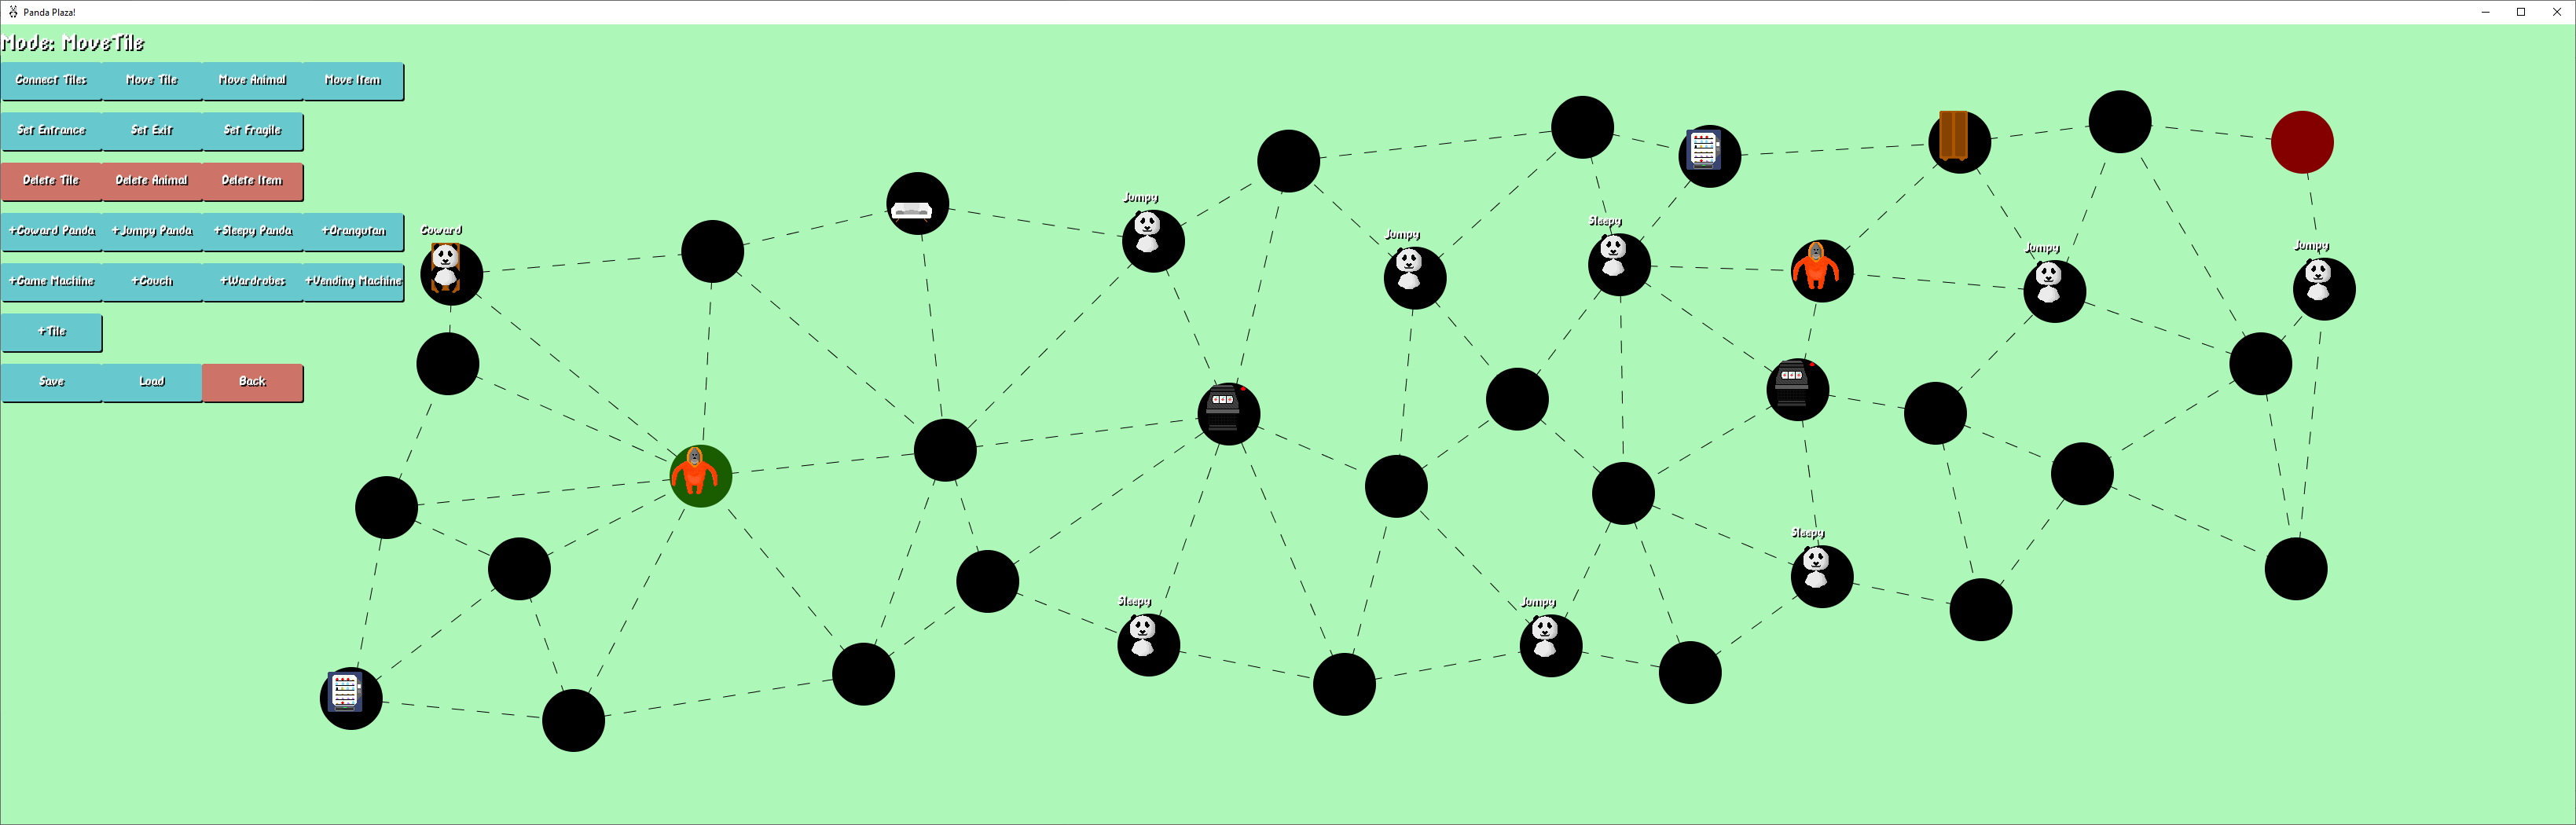 Panda Plaza!
Mode: MoveTile
Connect Tiles Move Tile Move Animal Move Item
Set Entrance Set Exit Set Fragile
Delete Tile Delete Animal Delete Item
+Coward Panda +Jumpy Panda +Sleepy Panda +Orangutan
+Game Machine +Couch +Wardrobes +Vending Machine
+Tile
Save Load Back
Jumpy
Sleepy
Coward
Jumpy
Jumpy
Jumpy
Sleepy
Sleepy
Jumpy